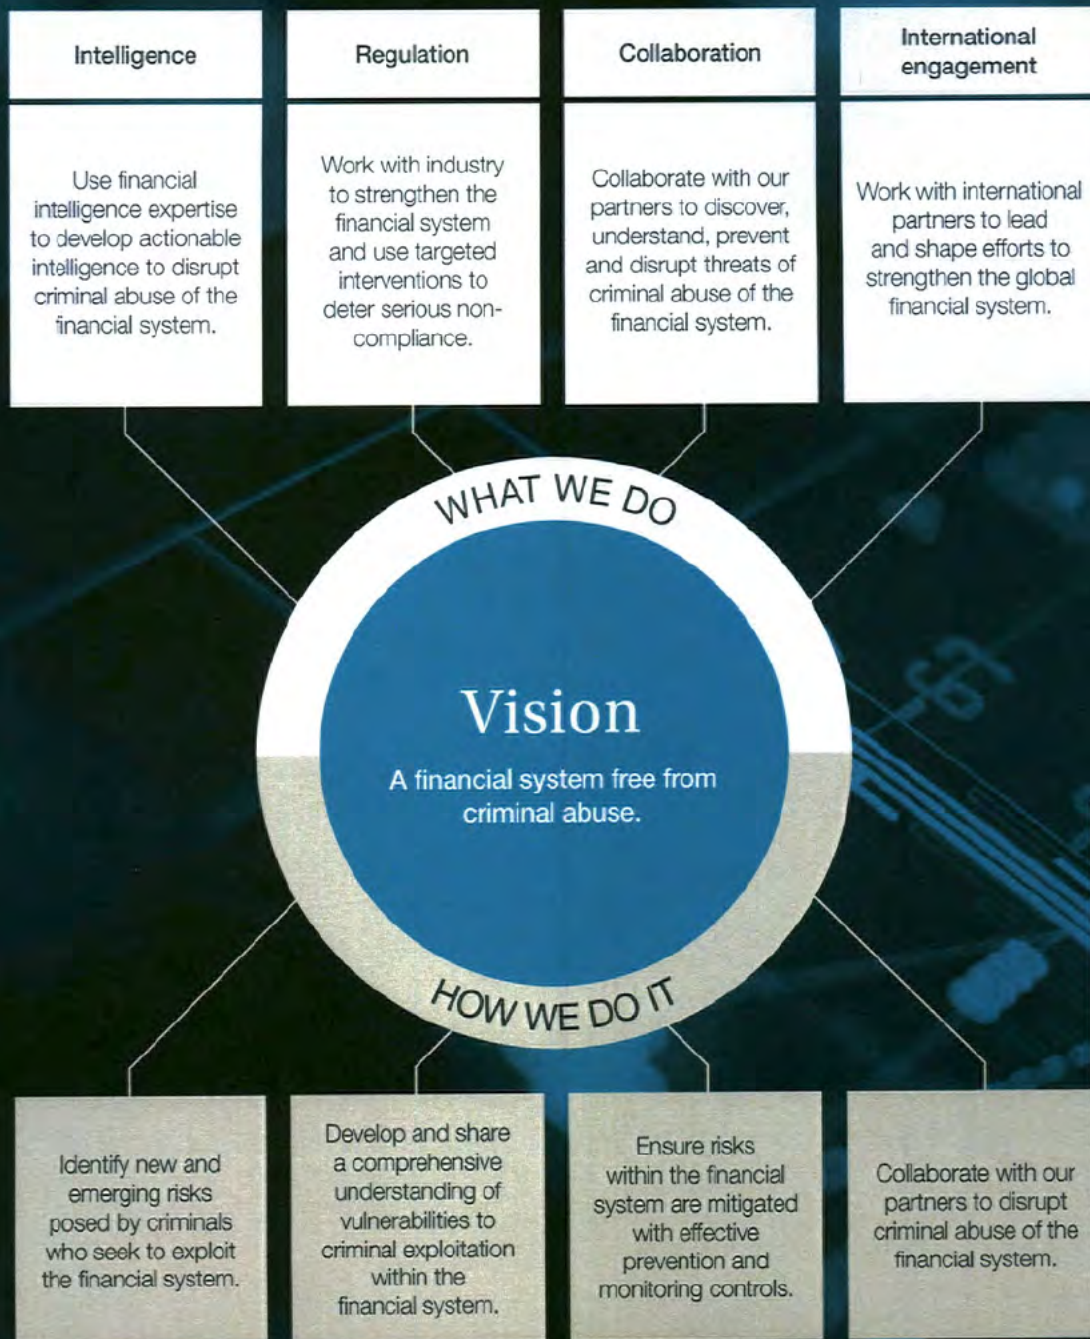 Intelligence
Use financial
intelligence expertise
to develop actionable
intelligence to disrupt
criminal abuse of the
financial system.
Regulation
Work with industry
to strengthen the
financial system
and use targeted
interventions to
deter serious non-
compliance.
Collaboration
Collaborate with our
partners to discover,
understand, prevent
and disrupt threats of
criminal abuse of the
financial system.
International
engagement
Work with international
partners to lead
and shape efforts to
strengthen the global
financial system.
WHAT WE DO
Vision
A financial system free from
criminal abuse.
HOW WE DO IT
Identify new and
emerging risks
posed by criminals
who seek to exploit
the financial system.
Develop and share
a comprehensive
understanding of
vulnerabilities to
criminal exploitation
within the
financial system.
Ensure risks
within the financial
system are mitigated
with effective
prevention and
monitoring controls.
Collaborate with our
partners to disrupt
criminal abuse of the
financial system.